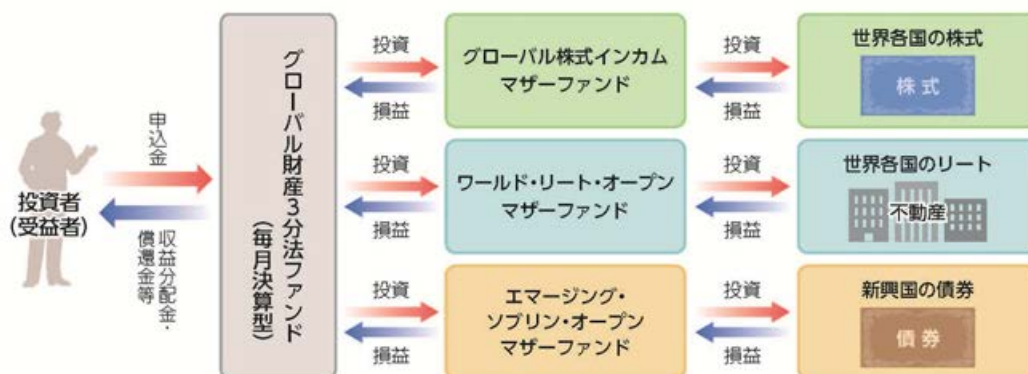 投資者
(受益者)
申込金
収益分配金・
償還金等
グローバル財産3分法ファンド
(毎月決算型)
投資
損益
グローバル株式インカム
マザーファンド
投資
損益
世界各国の株式
株式
投資
損益
ワールド・リート・オープン
マザーファンド
投資
損益
世界各国のリート
不動産
投資
損益
エマージング・
ソブリン・オープン
マザーファンド
投資
損益
新興国の債券
債券